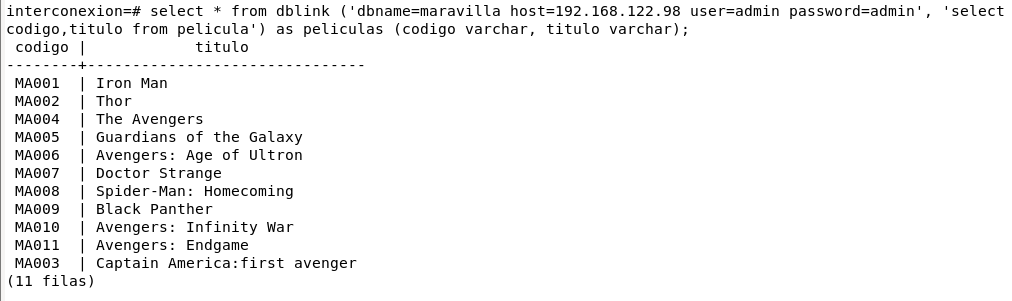 interconexion=# select * from dblink ('dbname=maravilla host=192.168.122.98 user=admin password=admin', 'select
codigo,titulo from pelicula') as peliculas (codigo varchar, titulo varchar);
 codigo |            titulo
--------+-------------------------------
 MA001  | Iron Man
 MA002  | Thor
 MA004  | The Avengers
 MA005  | Guardians of the Galaxy
 MA006  | Avengers: Age of Ultron
 MA007  | Doctor Strange
 MA008  | Spider-Man: Homecoming
 MA009  | Black Panther
 MA010  | Avengers: Infinity War
 MA011  | Avengers: Endgame
 MA003  | Captain America:first avenger
(11 filas)